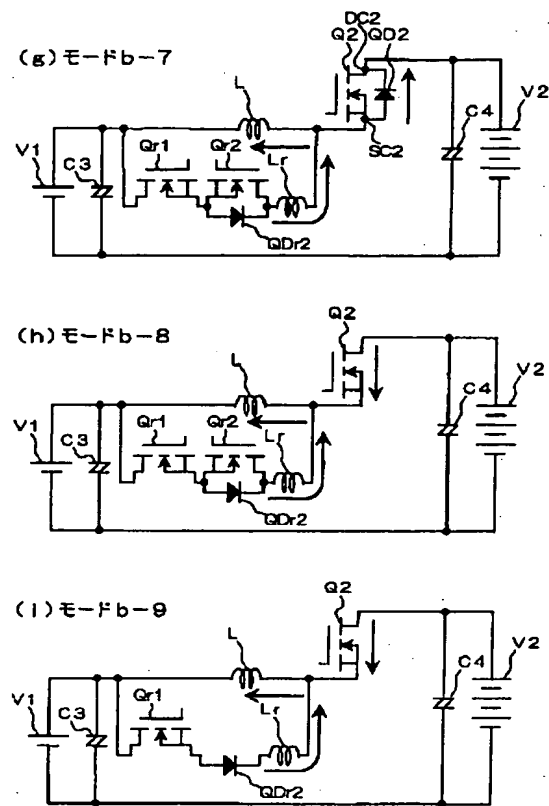 (g)モードb-7
DC2
Q2 QD2
L
V1
C3
Qr1
Qr2
Lr
QDr2
SC2
C4
V2
(h)モードb-8
Q2
L
V1
C3
Qr1
Qr2
Lr
QDr2
C4
V2
(i)モードb-9
Q2
L
V1
C3
Qr1
Lr
QDr2
C4
V2